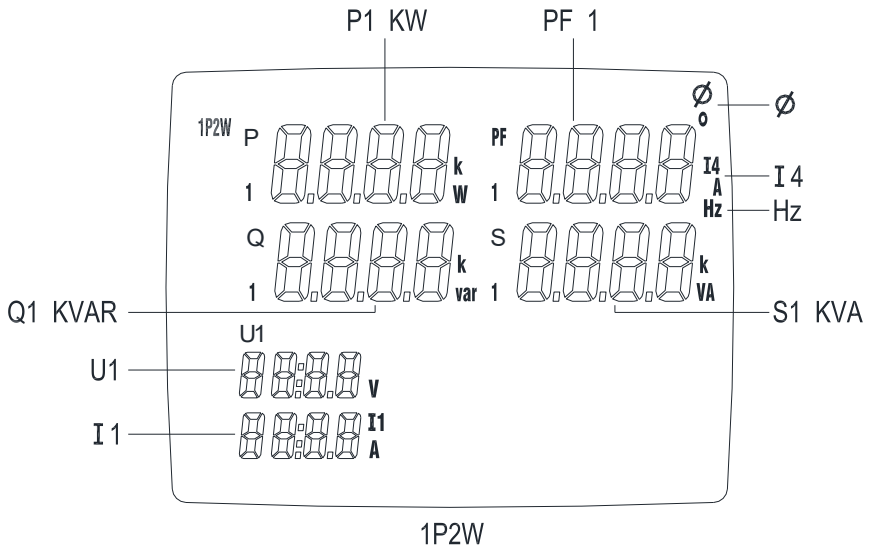 P1 KW
PF 1
Ø
Ø
1P2W
P
1
k
W
PF
1
I4
A
Hz
I4
Hz
Q
1
k
var
S
1
k
VA
Q1 KVAR
S1 KVA
U1
U1
V
I1
I1
A
1P2W